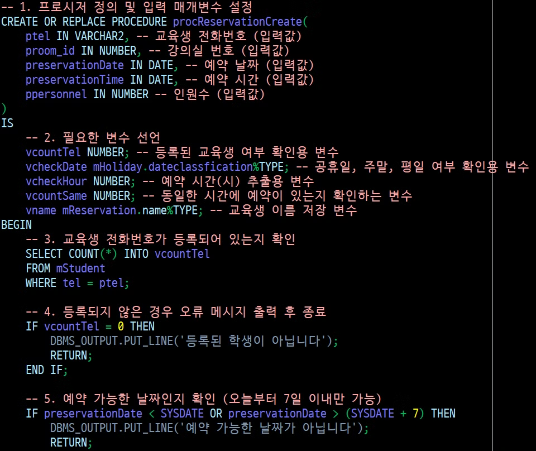 -- 1. 프로시저 정의 및 입력 매개변수 설정
CREATE OR REPLACE PROCEDURE procReservationCreate(
    ptel IN VARCHAR2, -- 교육생 전화번호 (입력값)
    proom_id IN NUMBER, -- 강의실 번호 (입력값)
    preservationDate IN DATE, -- 예약 날짜 (입력값)
    preservationTime IN DATE, -- 예약 시간 (입력값)
    ppersonnel IN NUMBER -- 인원수 (입력값)
)
IS
    -- 2. 필요한 변수 선언
    vcountTel NUMBER; -- 등록된 교육생 여부 확인용 변수
    vcheckDate mHoliday.dateclassfication%TYPE; -- 공휴일, 주말, 평일 여부 확인용 변수
    vcheckHour NUMBER; -- 예약 시간(시) 추출용 변수
    vcountSame NUMBER; -- 동일한 시간에 예약이 있는지 확인하는 변수
    vname mReservation.name%TYPE; -- 교육생 이름 저장 변수
BEGIN
    -- 3. 교육생 전화번호가 등록되어 있는지 확인
    SELECT COUNT(*) INTO vcountTel
    FROM mStudent
    WHERE tel = ptel;
    -- 4. 등록되지 않은 경우 오류 메시지 출력 후 종료
    IF vcountTel = 0 THEN
        DBMS_OUTPUT.PUT_LINE('등록된 학생이 아닙니다');
        RETURN;
    END IF;
    -- 5. 예약 가능한 날짜인지 확인 (오늘부터 7일 이내만 가능)
    IF preservationDate < SYSDATE OR preservationDate > (SYSDATE + 7) THEN
        DBMS_OUTPUT.PUT_LINE('예약 가능한 날짜가 아닙니다');
        RETURN;